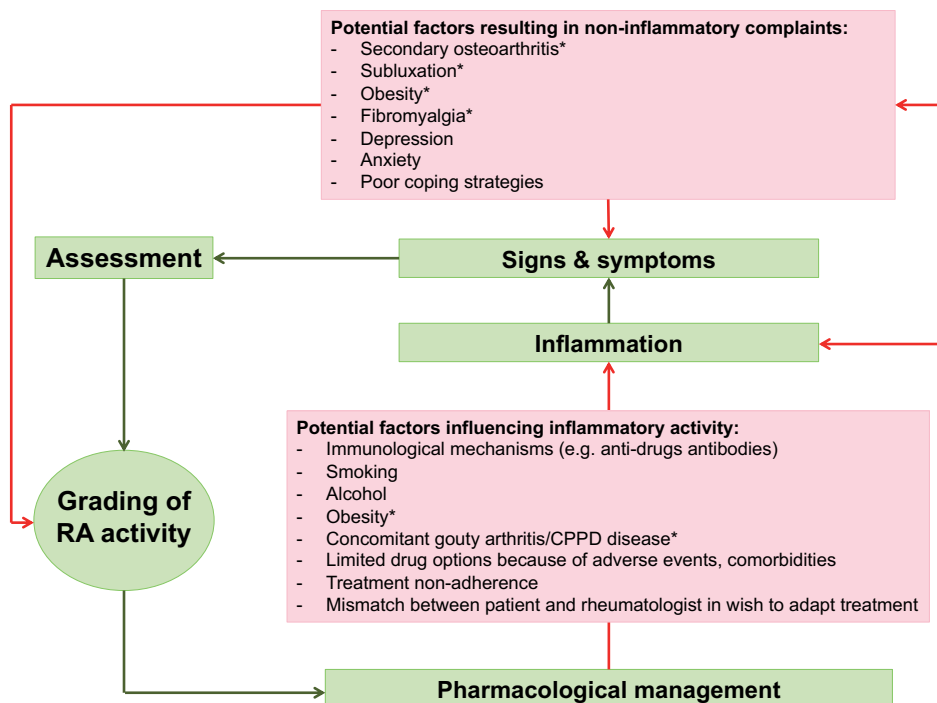 Potential factors resulting in non-inflammatory complaints:
- Secondary osteoarthritis*
- Subluxation*
- Obesity*
- Fibromyalgia*
- Depression
- Anxiety
- Poor coping strategies
Assessment
Signs & symptoms
Inflammation
Potential factors influencing inflammatory activity:
- Immunological mechanisms (e.g. anti-drugs antibodies)
- Smoking
- Alcohol
- Obesity*
- Concomitant gouty arthritis/CPPD disease*
- Limited drug options because of adverse events, comorbidities
- Treatment non-adherence
- Mismatch between patient and rheumatologist in wish to adapt treatment
Grading of
RA activity
Pharmacological management